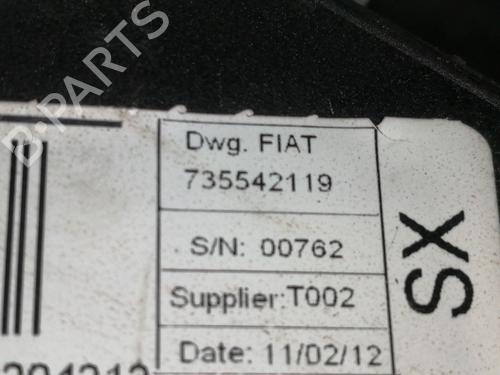 B-PARTS
Dwg. FIAT
735542119
S/N: 00762
Supplier: T002
Date: 11/02/12
SX